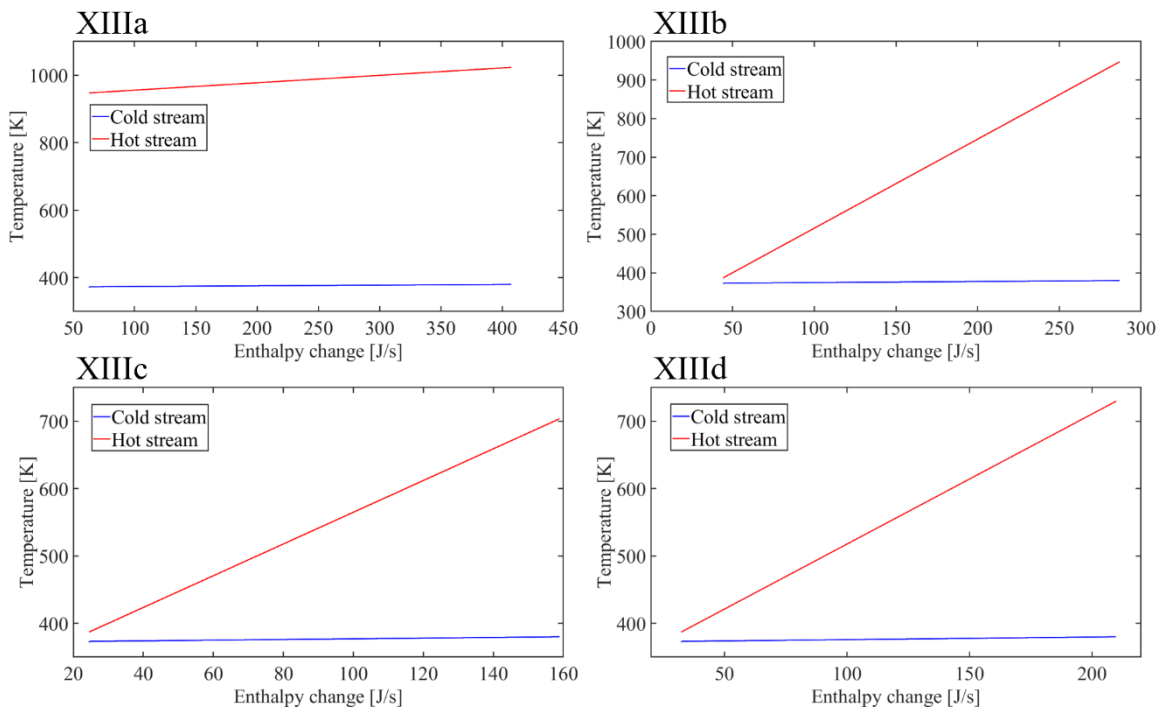 XIIIa
Temperature [K]
1000
800
600
400
Cold stream
Hot stream
50 100 150 200 250 300 350 400 450
Enthalpy change [J/s]
XIIIb
Temperature [K]
1000
900
800
700
600
500
400
300
Cold stream
Hot stream
0 50 100 150 200 250 300
Enthalpy change [J/s]
XIIIc
Temperature [K]
700
600
500
400
Cold stream
Hot stream
20 40 60 80 100 120 140 160
Enthalpy change [J/s]
XIIId
Temperature [K]
700
600
500
400
Cold stream
Hot stream
50 100 150 200
Enthalpy change [J/s]